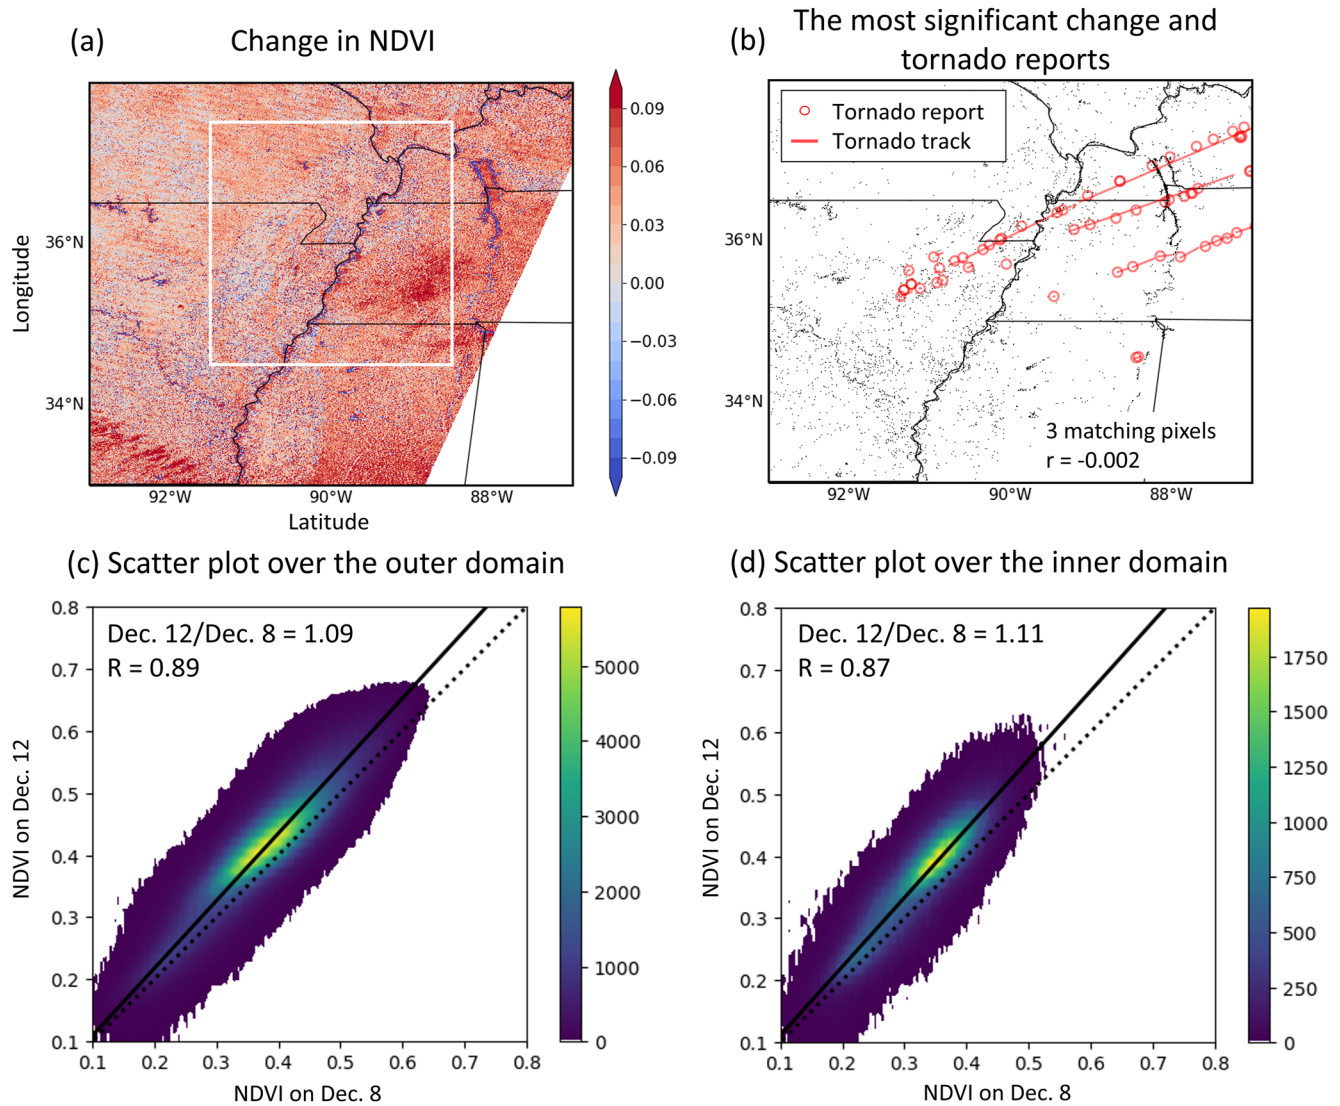 (a)
Change in NDVI
0.09
0.06
0.03
0.00
−0.03
−0.06
−0.09
36°N
34°N
Longitude
92°W
90°W
88°W
Latitude
(b)
The most significant change and
tornado reports
Tornado report
Tornado track
36°N
34°N
3 matching pixels
r = -0.002
92°W
90°W
88°W
(c) Scatter plot over the outer domain
Dec. 12/Dec. 8 = 1.09
R = 0.89
0.8
0.7
0.6
0.5
0.4
0.3
0.2
0.1
NDVI on Dec. 12
0.1
0.2
0.3
0.4
0.5
0.6
0.7
0.8
NDVI on Dec. 8
5000
4000
3000
2000
1000
0
(d) Scatter plot over the inner domain
Dec. 12/Dec. 8 = 1.11
R = 0.87
0.8
0.7
0.6
0.5
0.4
0.3
0.2
0.1
NDVI on Dec. 12
0.1
0.2
0.3
0.4
0.5
0.6
0.7
0.8
NDVI on Dec. 8
1750
1500
1250
1000
750
500
250
0